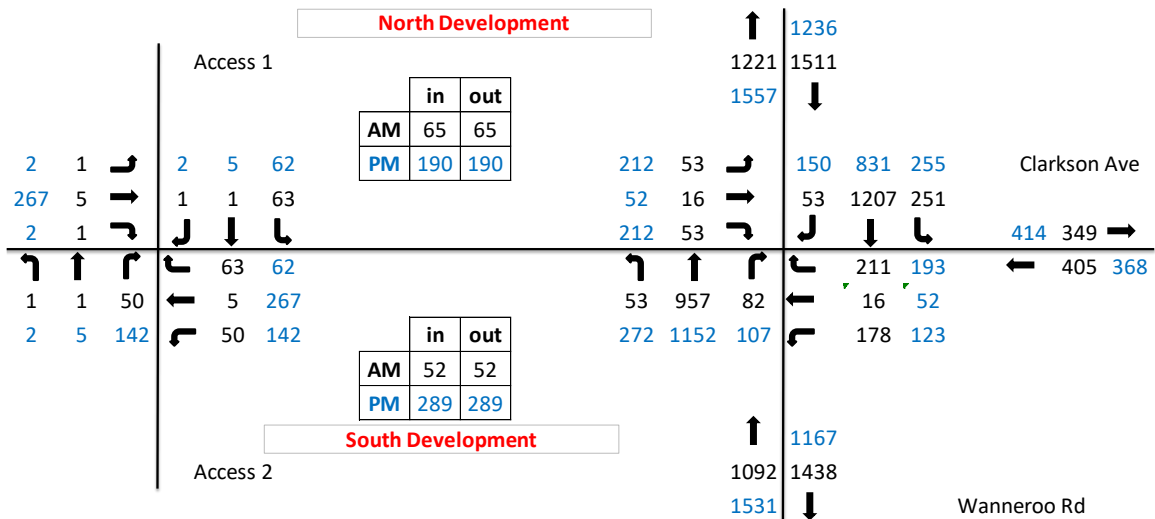 North Development
1236
Access 1
1221 1511
in out
1557
AM 65 65
2 1 2 5 62
PM 190 190
212 53 150 831 255
Clarkson Ave
267 5 1 1 63
52 16 53 1207 251
2 1
212 53
414 349
63 62
211 193
405 368
1 1 50 5 267
53 957 82 16 52
2 5 142 50 142
in out
272 1152 107 178 123
AM 52 52
PM 289 289
South Development
1167
Access 2
1092 1438
1531
Wanneroo Rd